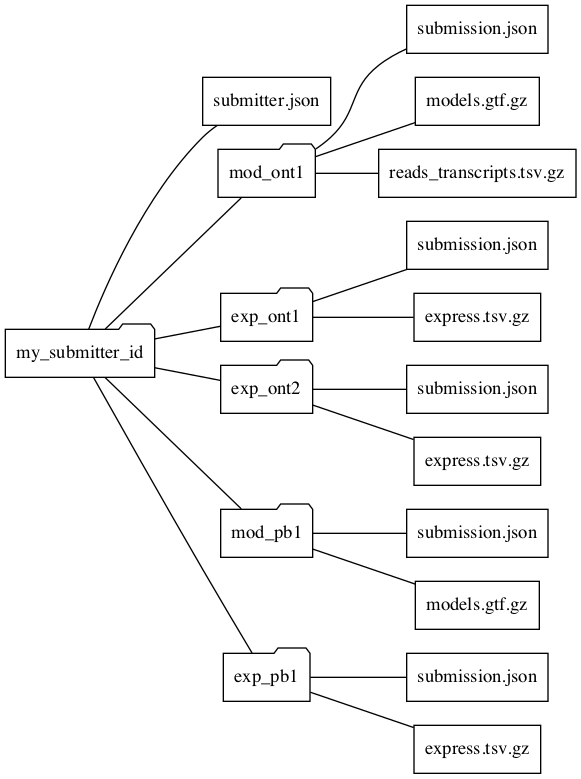 submission.json
submitter.json
models.gtf.gz
mod_ont1
reads_transcripts.tsv.gz
submission.json
exp_ont1
express.tsv.gz
my_submitter_id
exp_ont2
submission.json
express.tsv.gz
mod_pb1
submission.json
models.gtf.gz
exp_pb1
submission.json
express.tsv.gz